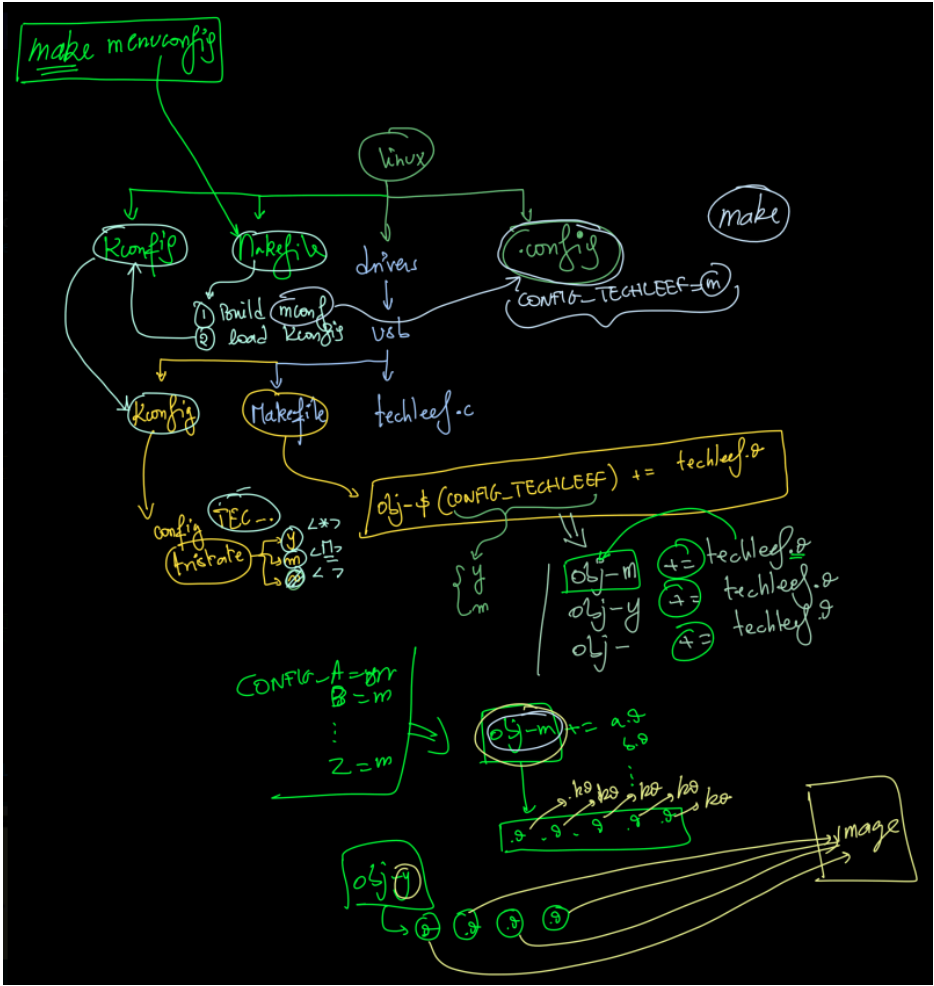 make menuconfig
linux
make
Kconfig Makefile drivers .config
CONFIG_TECHLEEF=m
1 Build mconf
2 load Kconfig
usb
Kconfig Makefile techleef.c
obj-$(CONFIG_TECHLEEF) += techleef.o
config TEC_..
tristate
y <*>
m <M>
< >
{ y
m
obj-m += techleef.o
obj-y += techleef.o
obj- += techleef.o
CONFIG_A=m
B=m
⋮
Z=m
obj-m += a.o
b.o
⋮
.ko ko ko ko ko
.o .o .o .o .o
Image
obj-y
.o .o .o .o